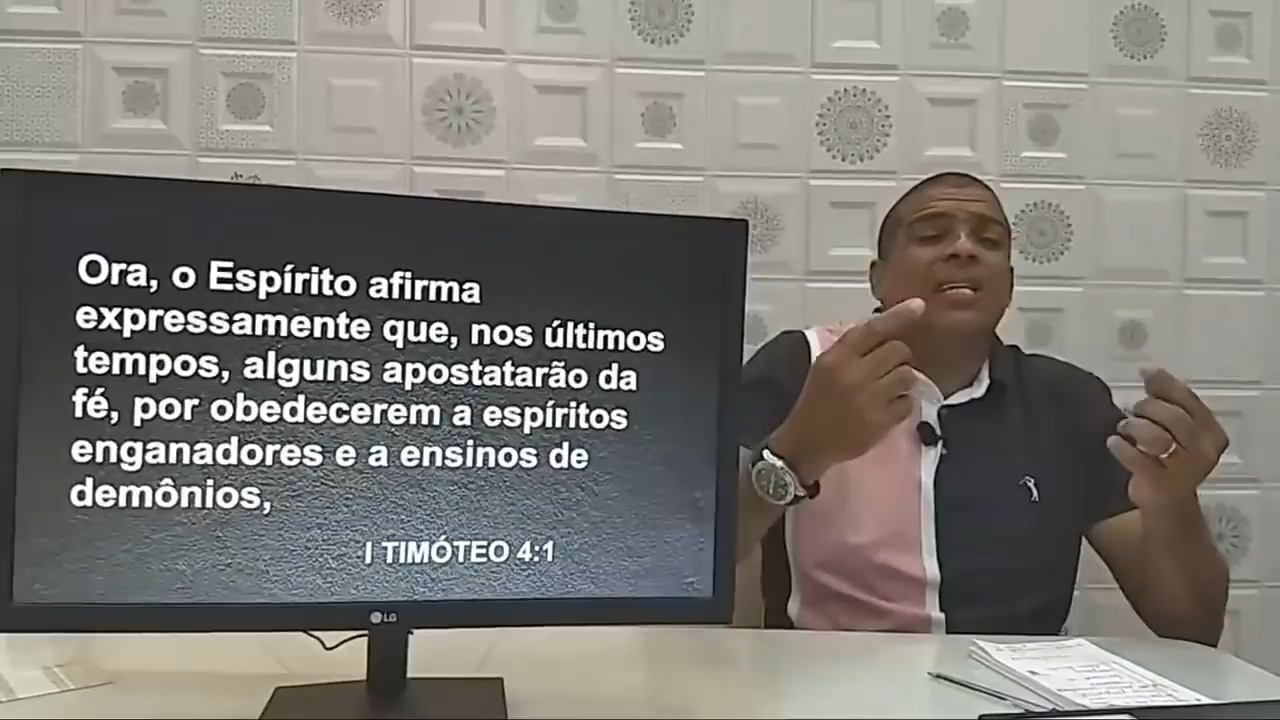 Ora, o Espírito afirma
expressamente que, nos últimos
tempos, alguns apostatarão da
fé, por obedecerem a espíritos
enganadores e a ensinos de
demônios,
I TIMÓTEO 4:1
LG